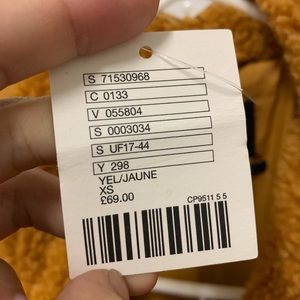 S 71530968
C 0133
V 055804
S 0003034
S UF17-44
Y 298
YEL/JAUNE
XS
£69.00
CP9511 5 5